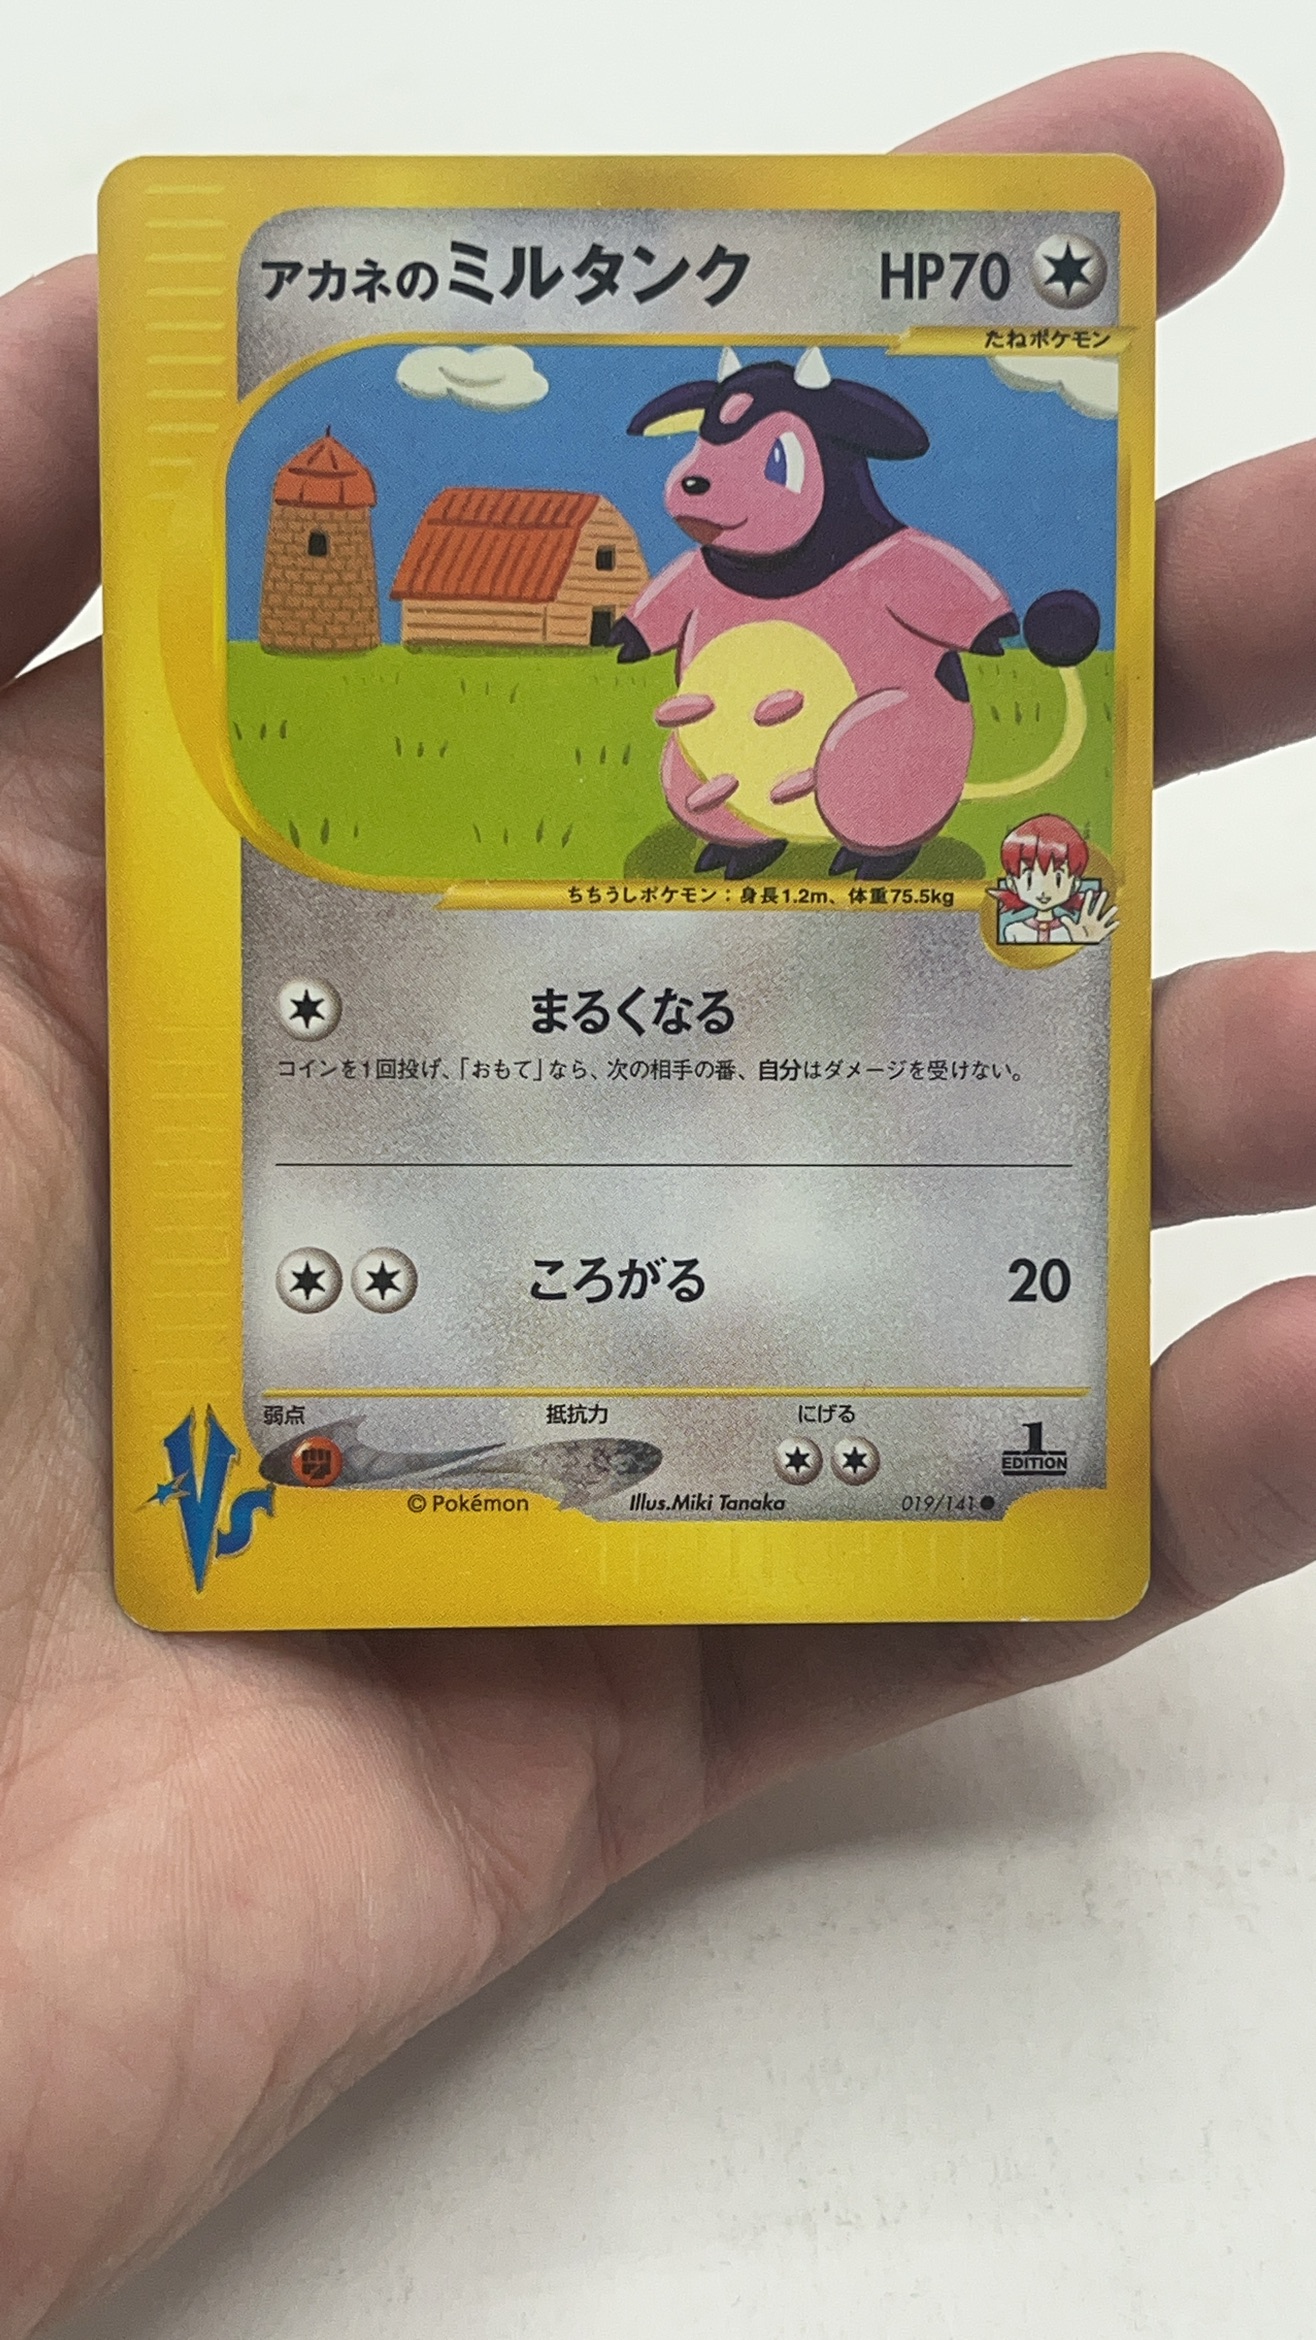 アカネのミルタンク HP70
たねポケモン
ちちうしポケモン：身長1.2m、体重75.5kg
まるくなる
コインを1回投げ、「おもて」なら、次の相手の番、自分はダメージを受けない。
ころがる 20
弱点 抵抗力 にげる
1
EDITION
VS
© Pokémon Illus.Miki Tanaka 019/141●